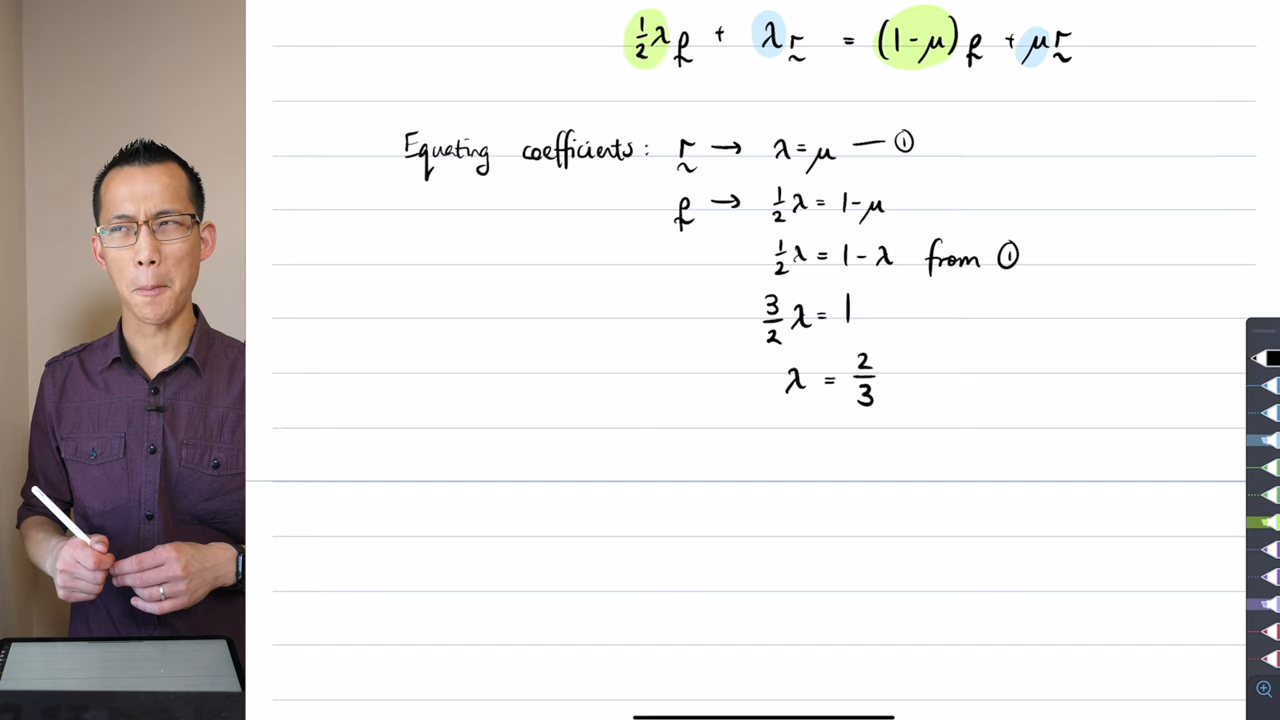 ½λp̰ + λr̰ = (1-μ)p̰ + μr̰
Equating coefficients: r̰ → λ=μ — ①
p̰ → ½λ = 1-μ
½λ = 1-λ from ①
3/2 λ = 1
λ = 2/3